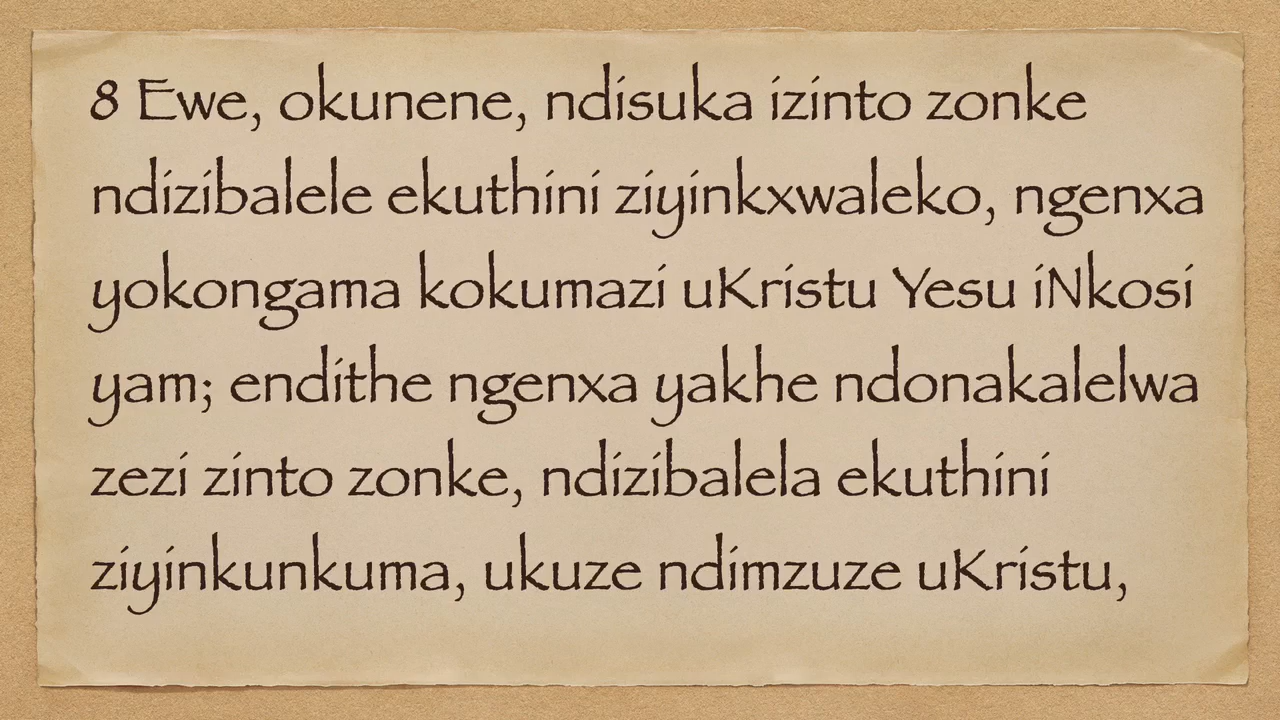 8 Ewe, okunene, ndisuka izinto zonke
ndizibalele ekuthini ziyinkxwaleko, ngenxa
yokongama kokumazi uKristu Yesu iNkosi
yam; endithe ngenxa yakhe ndonakalelwa
zezi zinto zonke, ndizibalela ekuthini
ziyinkunkuma, ukuze ndimzuze uKristu,